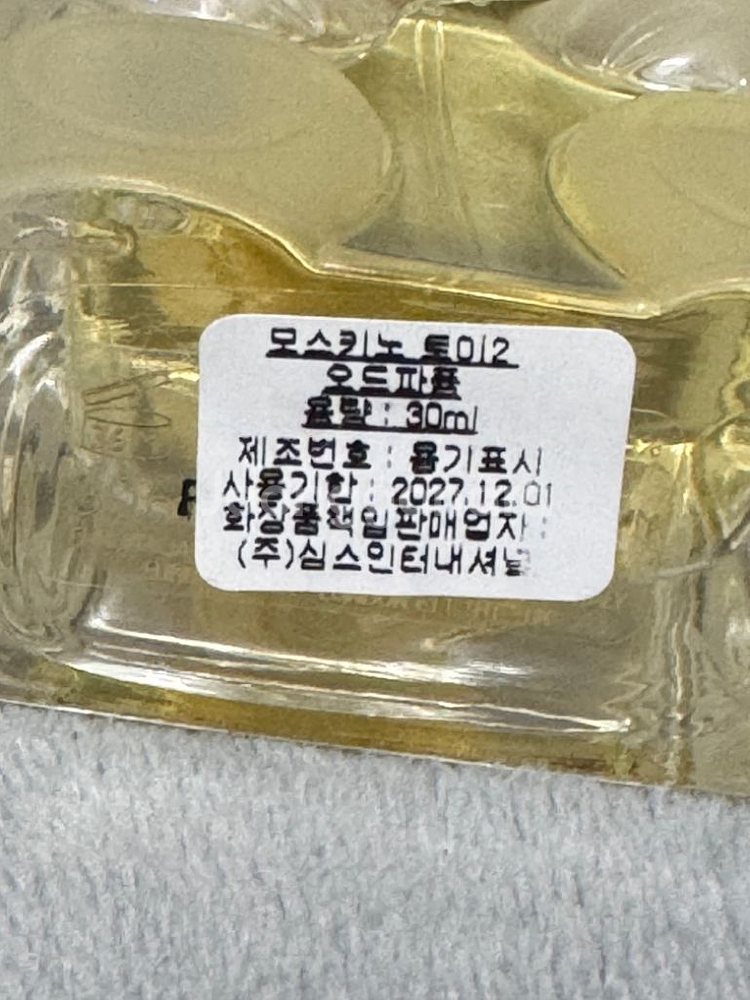 모스키노 토이2
오드파퓸
용량 : 30ml
제조번호 : 용기표시
사용기한 : 2027.12.01
화장품책임판매업자 :
(주)심스인터내셔널